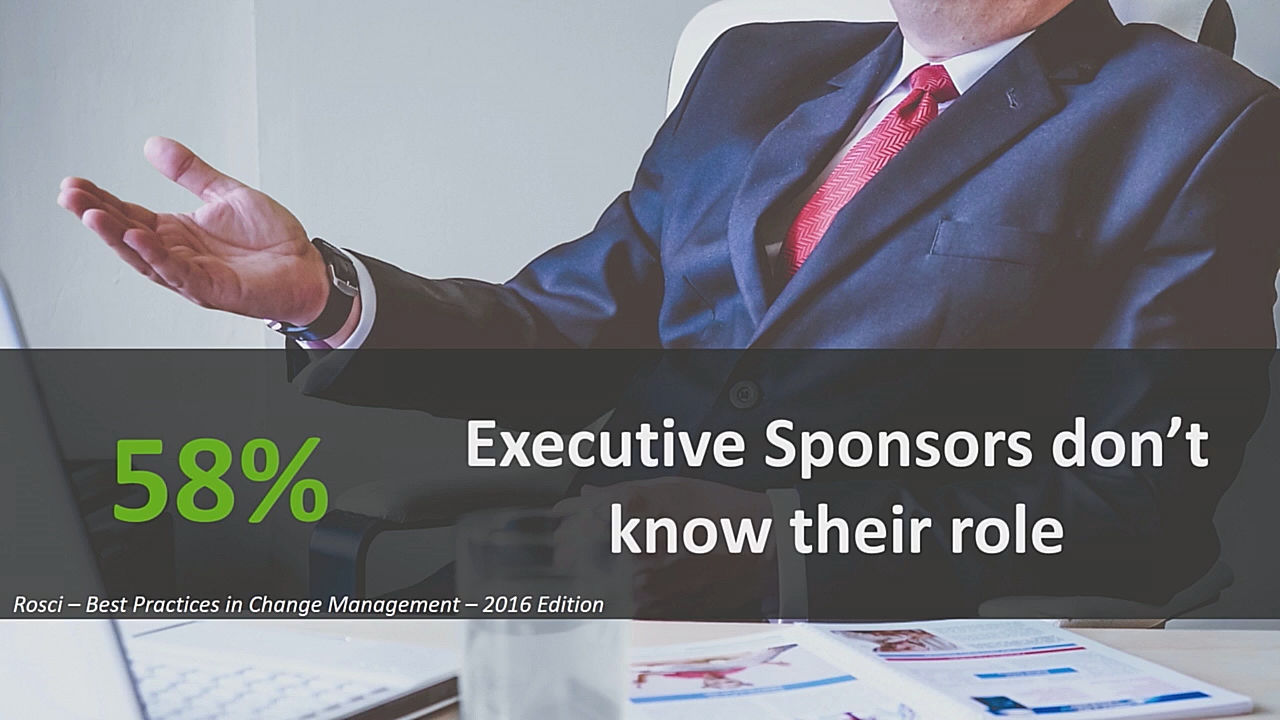 58%
Executive Sponsors don’t
know their role
Rosci – Best Practices in Change Management – 2016 Edition